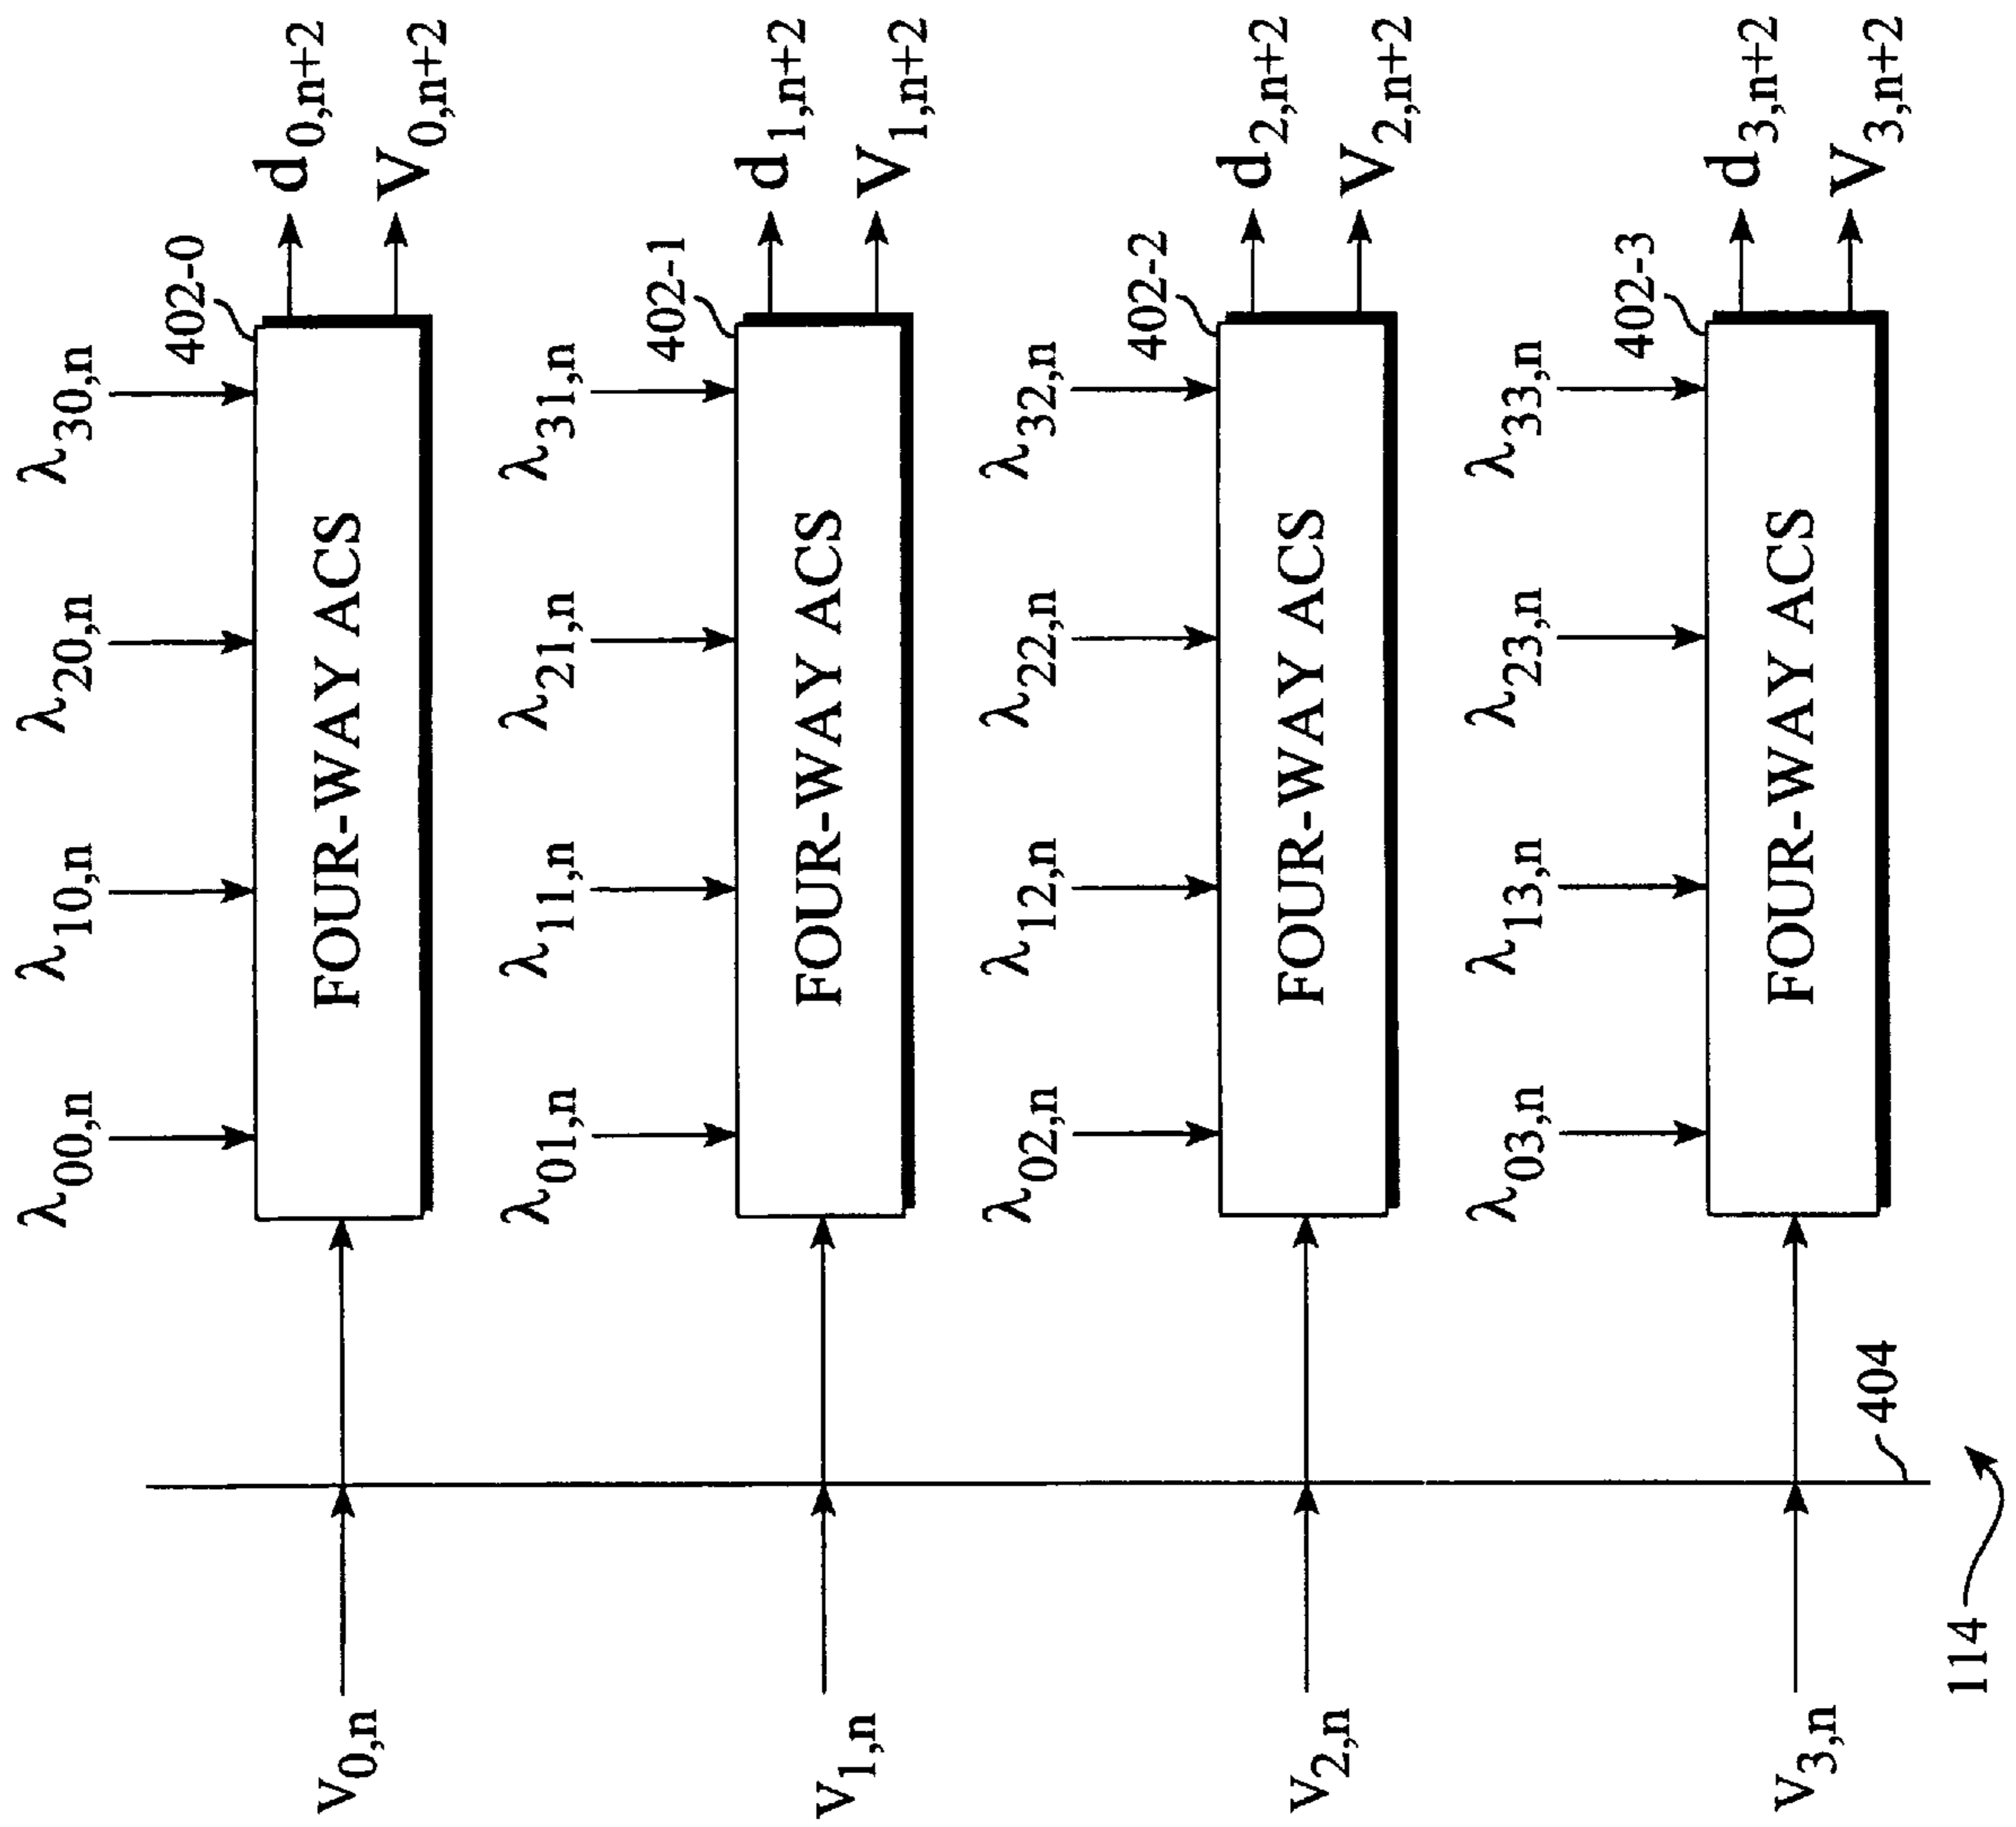 λ00,n λ10,n λ20,n λ30,n
402-0
v0,n
FOUR-WAY ACS
d0,n+2
V0,n+2
λ01,n λ11,n λ21,n λ31,n
402-1
v1,n
FOUR-WAY ACS
d1,n+2
V1,n+2
λ02,n λ12,n λ22,n λ32,n
402-2
v2,n
FOUR-WAY ACS
d2,n+2
V2,n+2
λ03,n λ13,n λ23,n λ33,n
402-3
v3,n
FOUR-WAY ACS
d3,n+2
V3,n+2
404
114